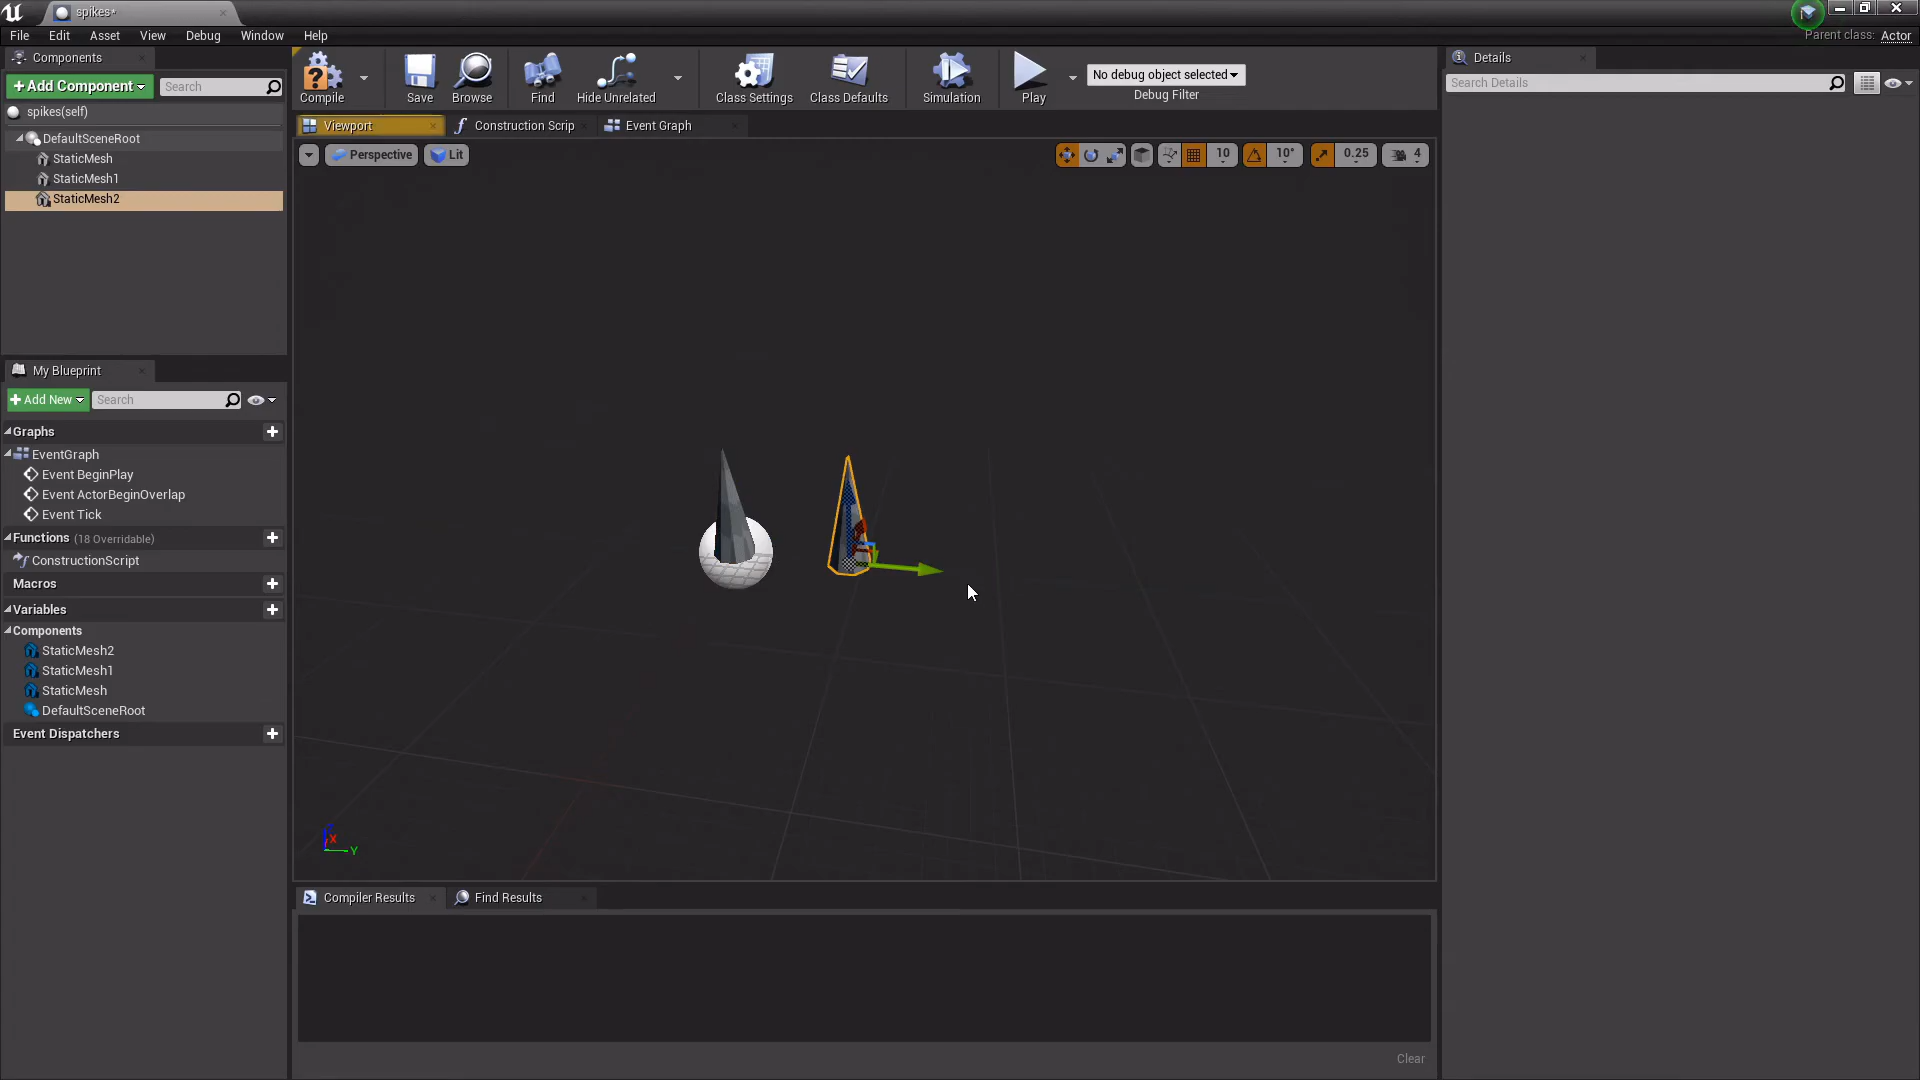 spikes*
File Edit Asset View Debug Window Help
Parent class: Actor
Components
+ Add Component
Search
spikes(self)
DefaultSceneRoot
StaticMesh
StaticMesh1
StaticMesh2
My Blueprint
+ Add New
Search
Graphs
EventGraph
Event BeginPlay
Event ActorBeginOverlap
Event Tick
Functions (18 Overridable)
ConstructionScript
Macros
Variables
Components
StaticMesh2
StaticMesh1
StaticMesh
DefaultSceneRoot
Event Dispatchers
Compile
Save
Browse
Find
Hide Unrelated
Class Settings
Class Defaults
Simulation
Play
No debug object selected
Debug Filter
Viewport
Construction Scrip
Event Graph
Perspective
Lit
10
10°
0.25
4
X
Y
Compiler Results
Find Results
Clear
Details
Search Details